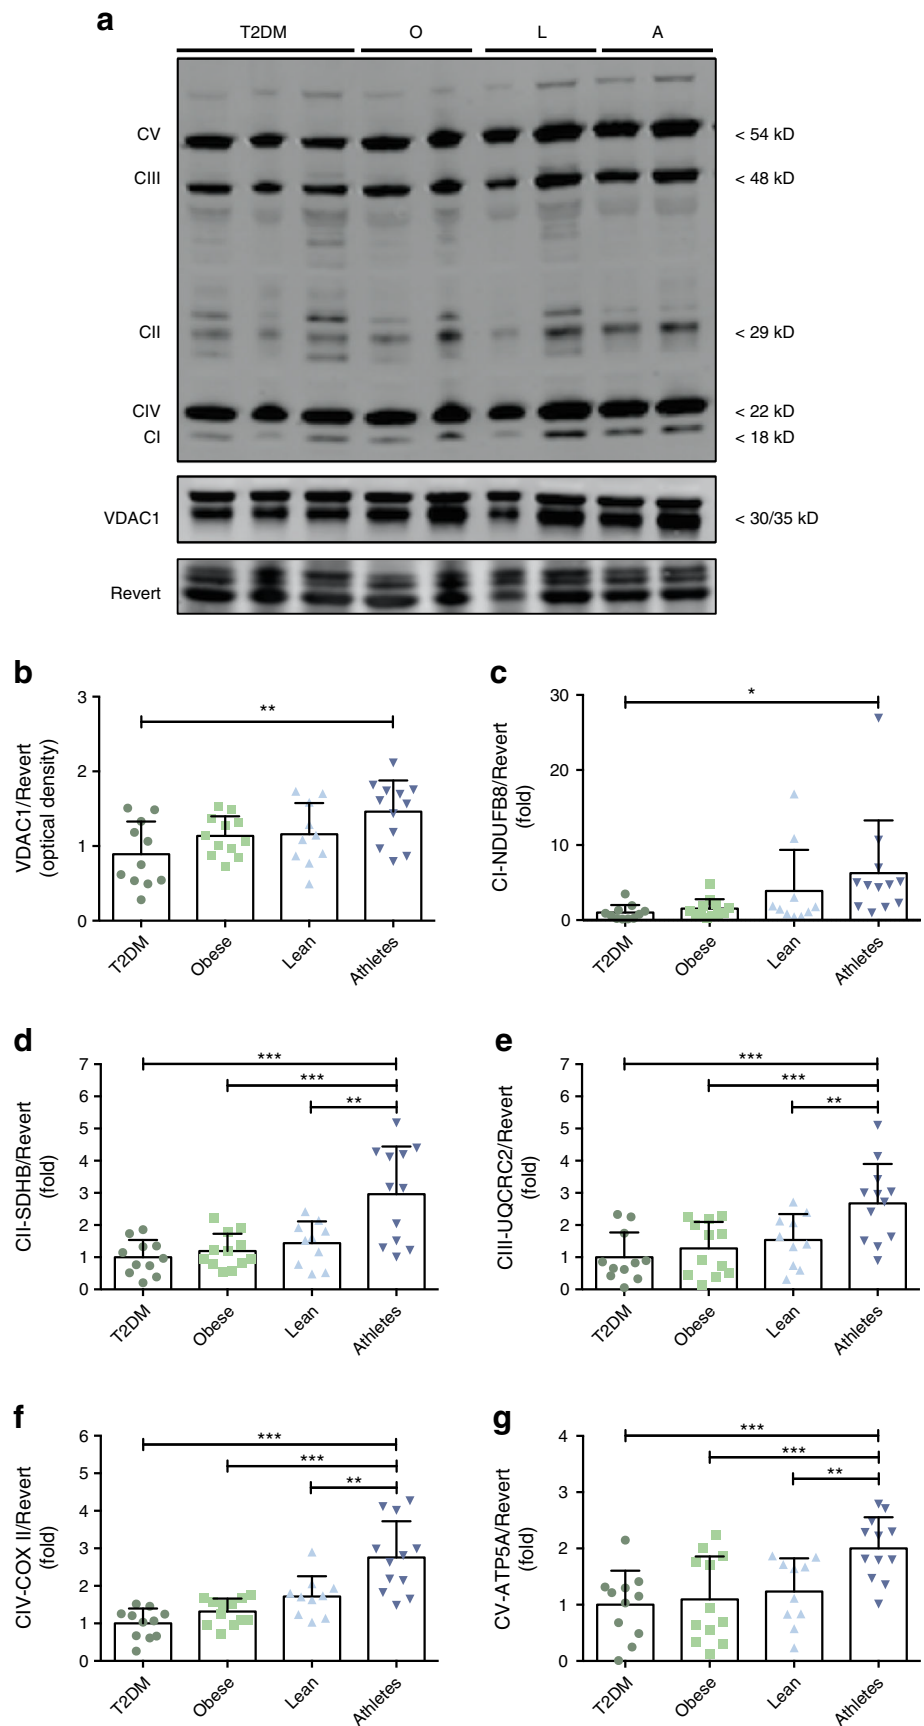 a
T2DM O L A
CV < 54 kD
CIII < 48 kD
CII < 29 kD
CIV < 22 kD
CI < 18 kD
VDAC1 < 30/35 kD
Revert
b
VDAC1/Revert
(optical density)
3
2
1
0
**
T2DM Obese Lean Athletes
c
CI-NDUFB8/Revert
(fold)
30
20
10
0
*
T2DM Obese Lean Athletes
d
CII-SDHB/Revert
(fold)
7
6
5
4
3
2
1
0
***
***
**
T2DM Obese Lean Athletes
e
CIII-UQCRC2/Revert
(fold)
7
6
5
4
3
2
1
0
***
***
**
T2DM Obese Lean Athletes
f
CIV-COX II/Revert
(fold)
6
5
4
3
2
1
0
***
***
**
T2DM Obese Lean Athletes
g
CV-ATP5A/Revert
(fold)
4
3
2
1
0
***
***
**
T2DM Obese Lean Athletes